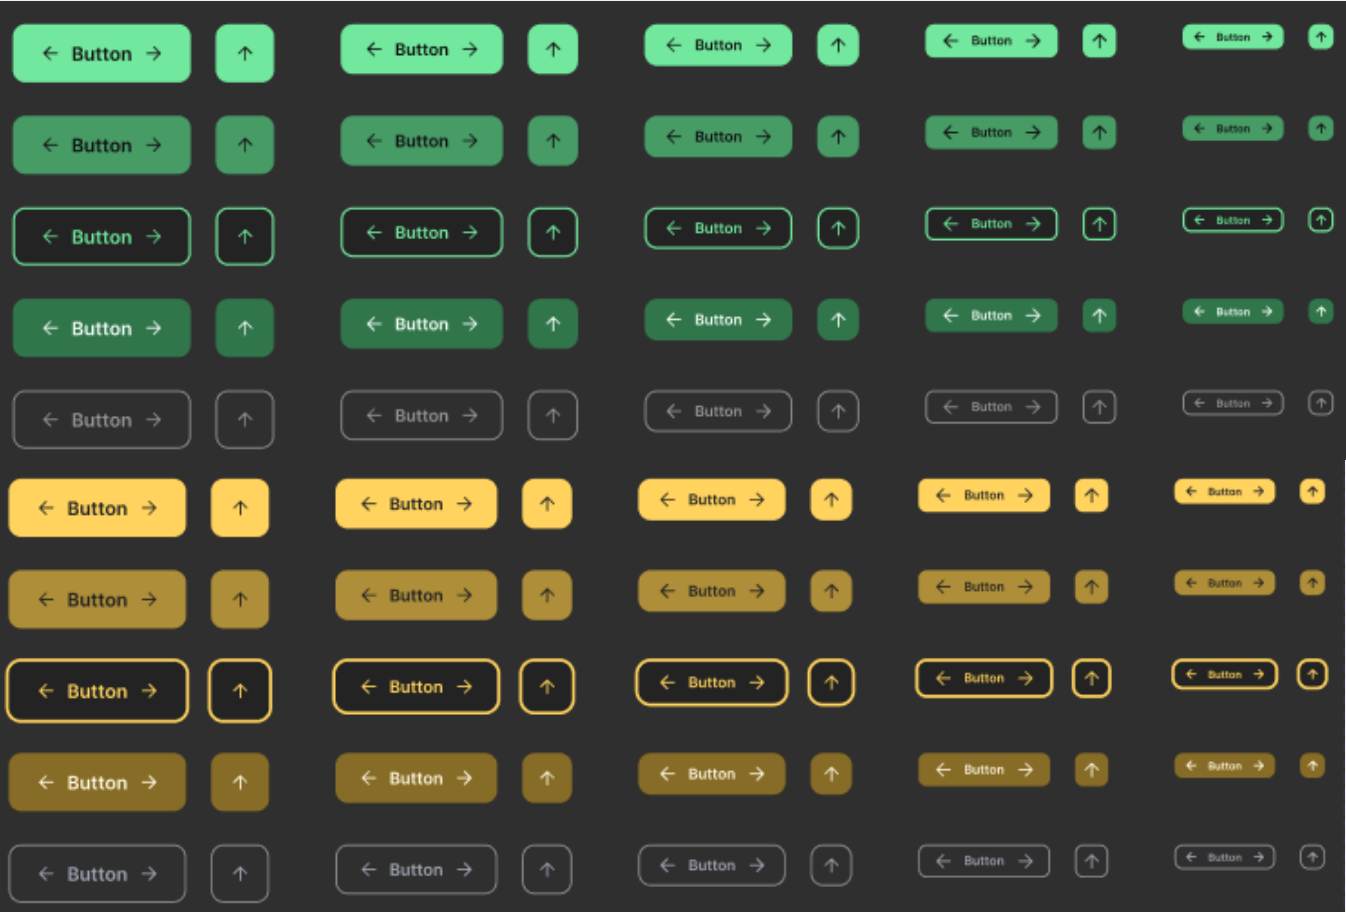 ← Button → ↑ ← Button → ↑ ← Button → ↑ ← Button → ↑ ← Button → ↑
← Button → ↑ ← Button → ↑ ← Button → ↑ ← Button → ↑ ← Button → ↑
← Button → ↑ ← Button → ↑ ← Button → ↑ ← Button → ↑ ← Button → ↑
← Button → ↑ ← Button → ↑ ← Button → ↑ ← Button → ↑ ← Button → ↑
← Button → ↑ ← Button → ↑ ← Button → ↑ ← Button → ↑ ← Button → ↑
← Button → ↑ ← Button → ↑ ← Button → ↑ ← Button → ↑ ← Button → ↑
← Button → ↑ ← Button → ↑ ← Button → ↑ ← Button → ↑ ← Button → ↑
← Button → ↑ ← Button → ↑ ← Button → ↑ ← Button → ↑ ← Button → ↑
← Button → ↑ ← Button → ↑ ← Button → ↑ ← Button → ↑ ← Button → ↑
← Button → ↑ ← Button → ↑ ← Button → ↑ ← Button → ↑ ← Button → ↑